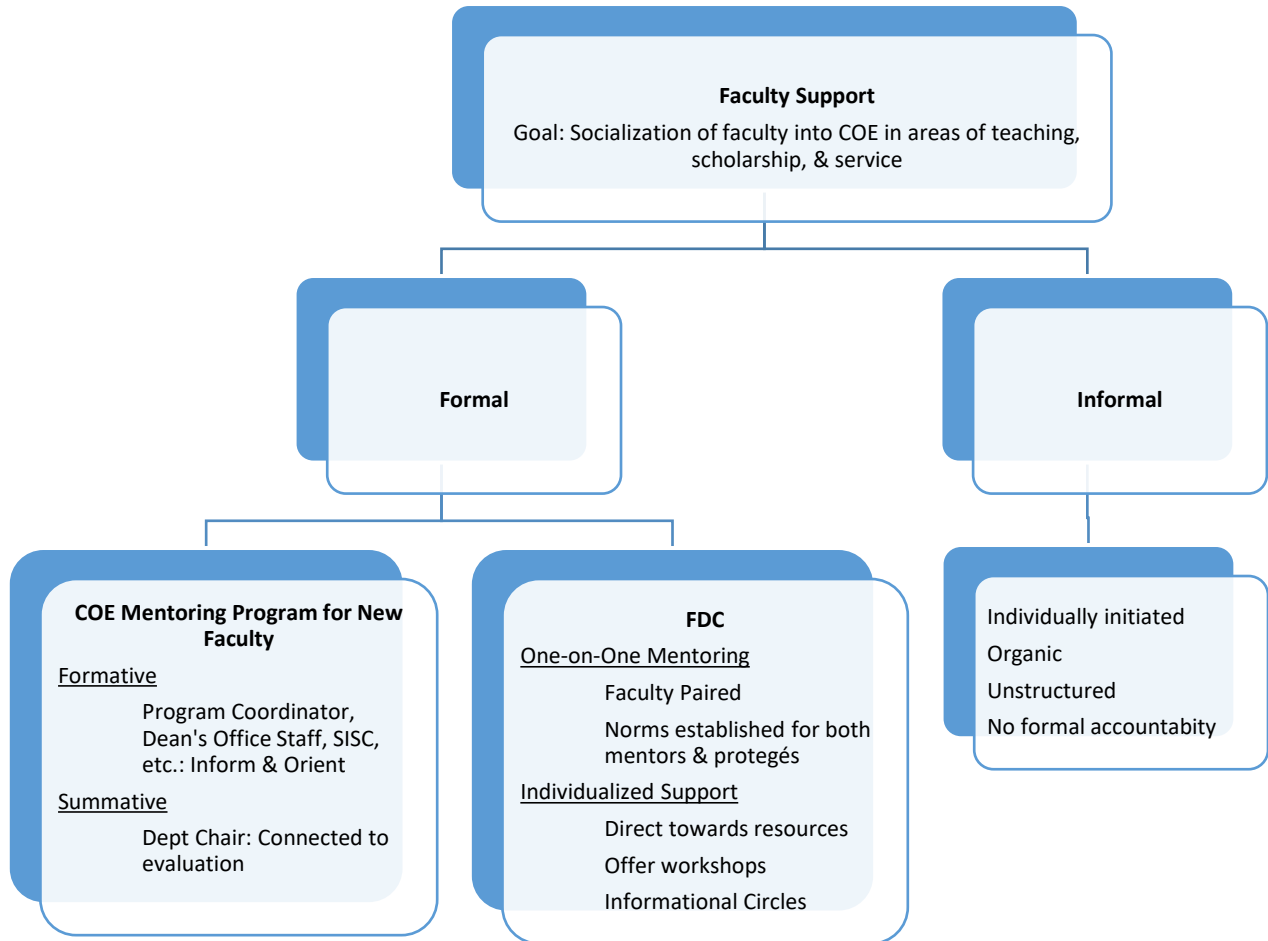 Faculty Support
Goal: Socialization of faculty into COE in areas of teaching,
scholarship, & service
Formal
Informal
COE Mentoring Program for New
Faculty
Formative
Program Coordinator,
Dean's Office Staff, SISC,
etc.: Inform & Orient
Summative
Dept Chair: Connected to
evaluation
FDC
One-on-One Mentoring
Faculty Paired
Norms established for both
mentors & protegés
Individualized Support
Direct towards resources
Offer workshops
Informational Circles
Individually initiated
Organic
Unstructured
No formal accountabity